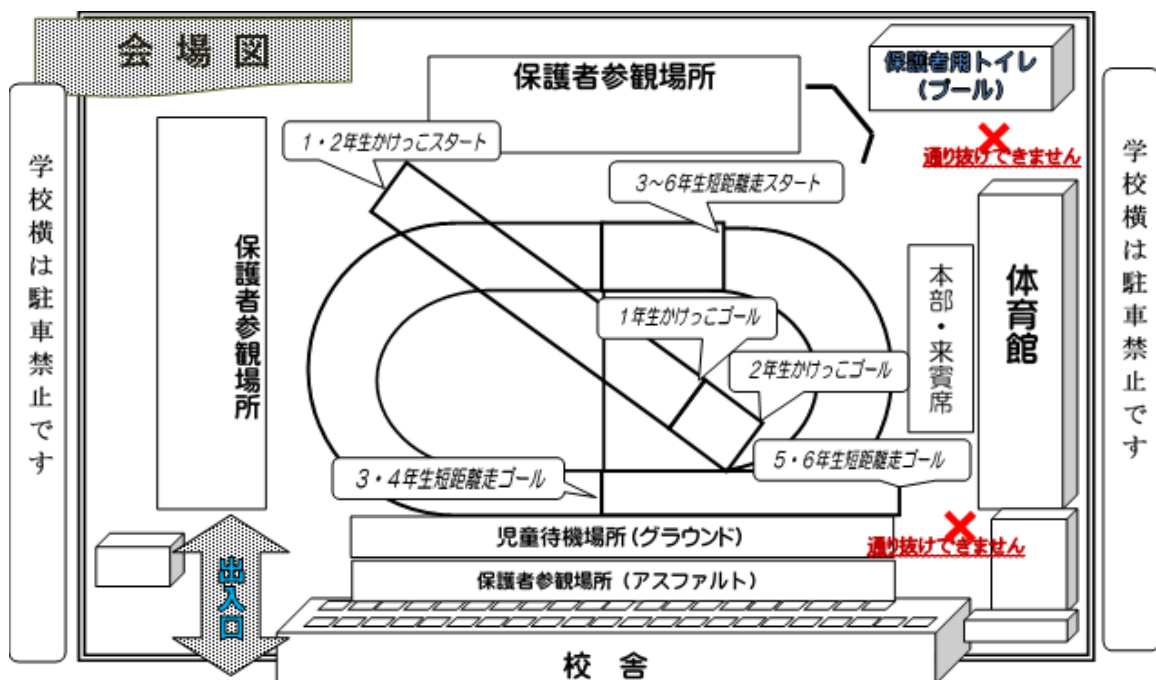 会場図
保護者参観場所
保護者用トイレ
(プール)
通り抜けできません
1・2年生かけっこスタート
3～6年生短距離走スタート
学校横は駐車禁止です
保護者参観場所
1年生かけっこゴール
2年生かけっこゴール
本部・来賓席
体育館
学校横は駐車禁止です
3・4年生短距離走ゴール
5・6年生短距離走ゴール
児童待機場所(グラウンド)
通り抜けできません
保護者参観場所(アスファルト)
出入口
校舎